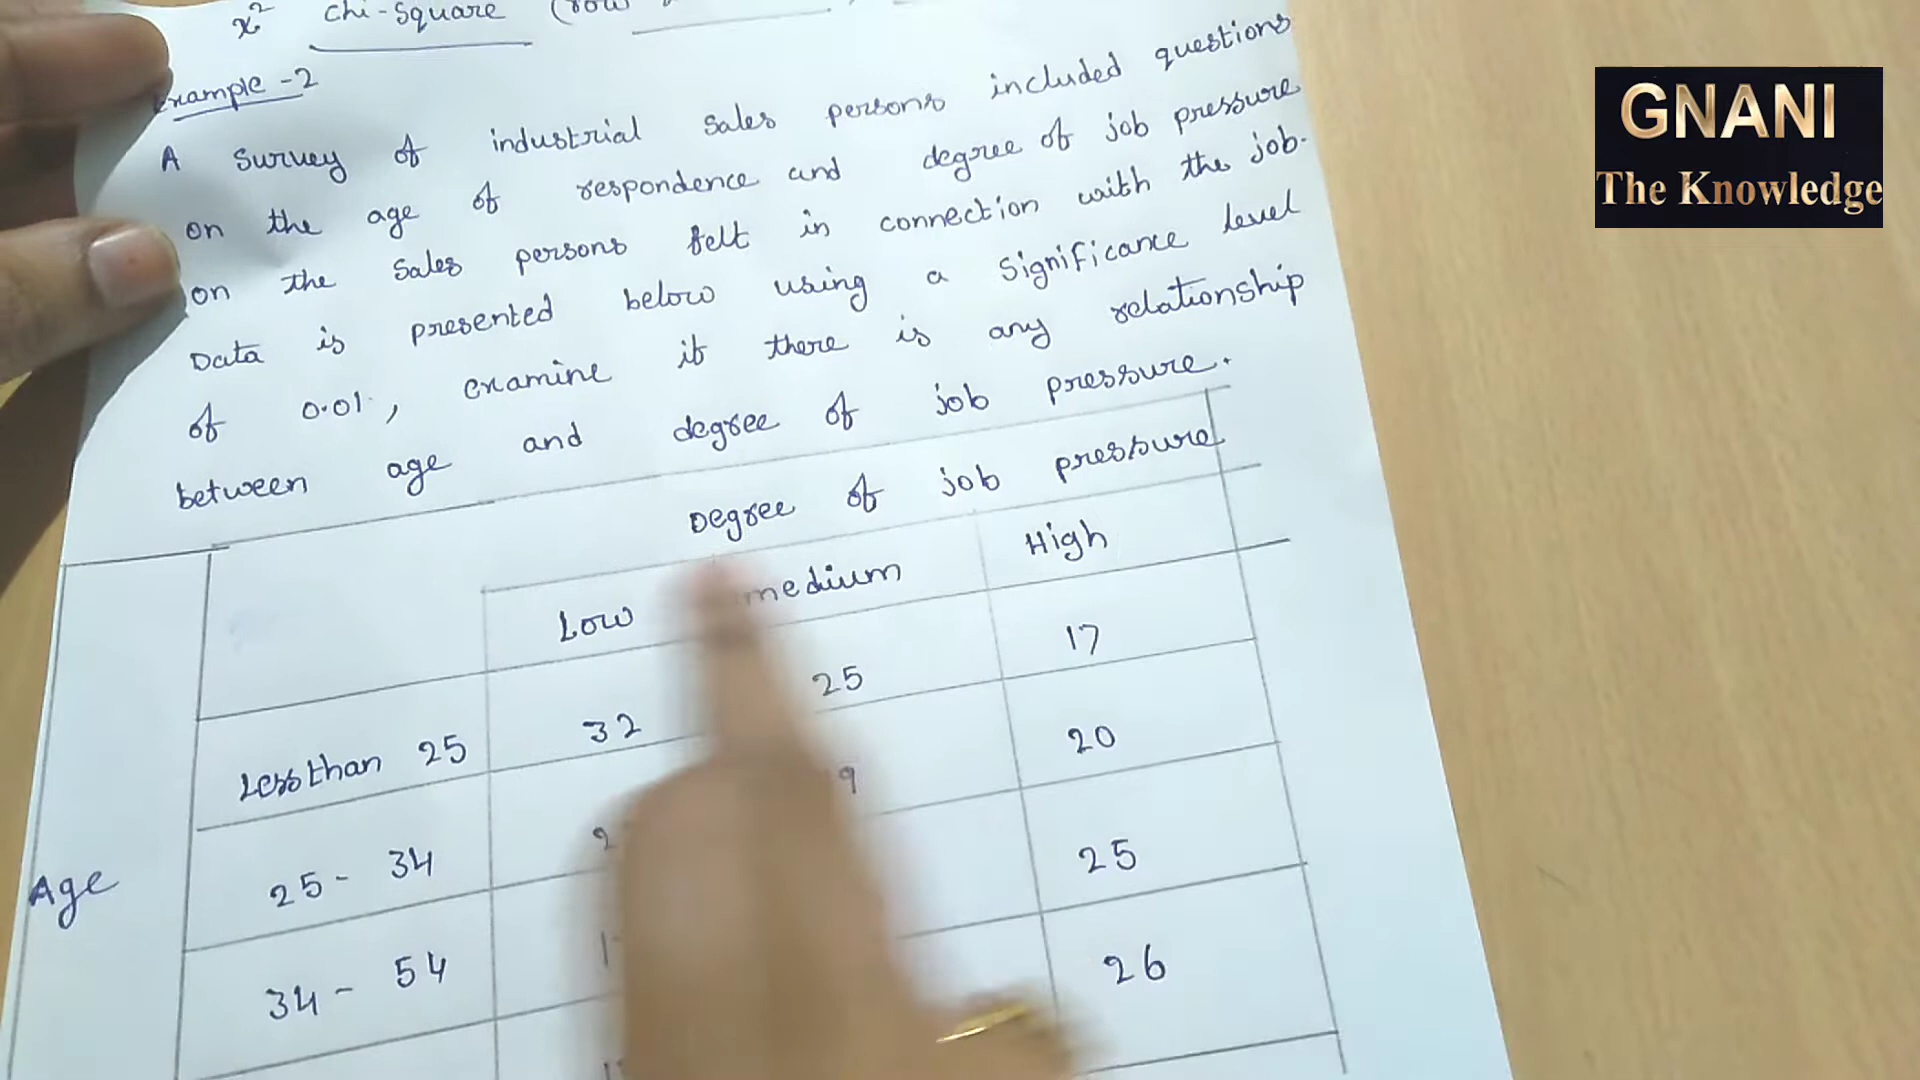 x² chi-square (row
Example -2
A survey of industrial sales persons included questions
on the age of respondence and degree of job pressure
on the sales persons felt in connection with the job.
Data is presented below using a significance level
of 0.01, examine if there is any relationship
between age and degree of job pressure.
Degree of job pressure
Low medium High
Less than 25 32 25 17
25 - 34 9 20
34 - 54 25
26
Age
GNANI
The Knowledge